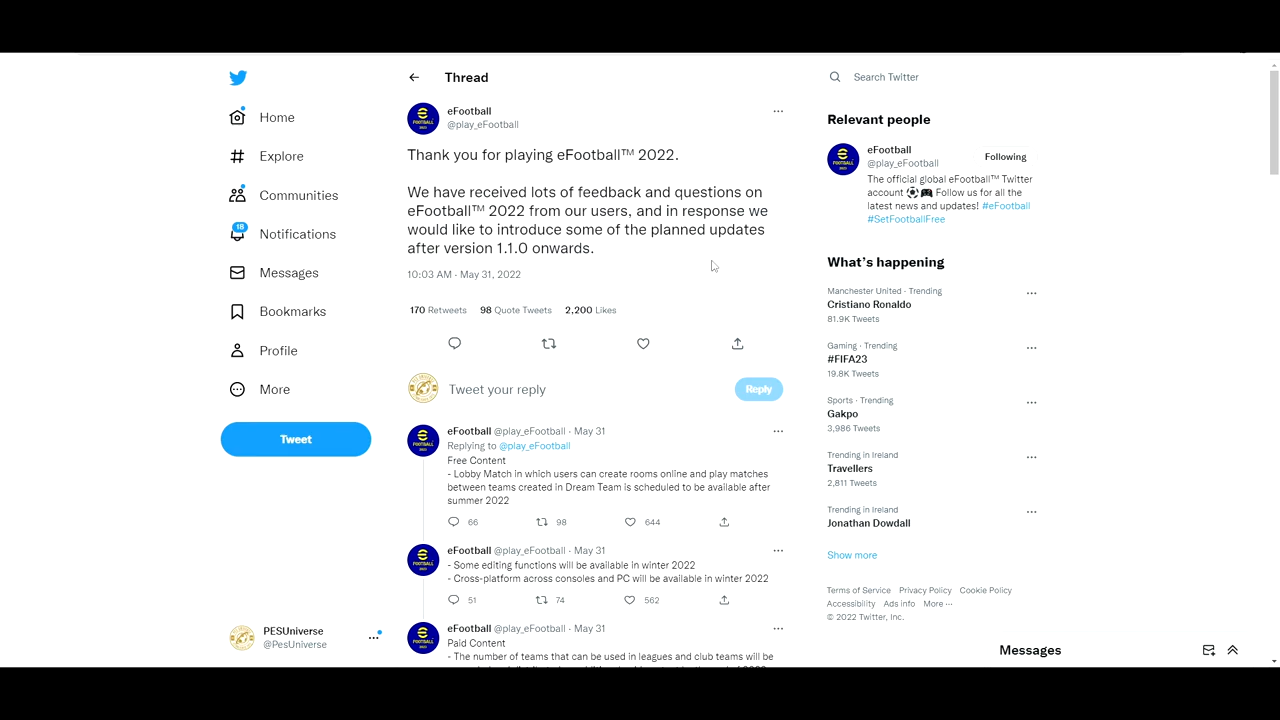 Home
Explore
Communities
18
Notifications
Messages
Bookmarks
Profile
More
Tweet
PESUniverse
@PesUniverse
Thread
eFootball
@play_eFootball
Thank you for playing eFootball™ 2022.
We have received lots of feedback and questions on
eFootball™ 2022 from our users, and in response we
would like to introduce some of the planned updates
after version 1.1.0 onwards.
10:03 AM · May 31, 2022
170 Retweets 98 Quote Tweets 2,200 Likes
Tweet your reply
Reply
eFootball @play_eFootball · May 31
Replying to @play_eFootball
Free Content
- Lobby Match in which users can create rooms online and play matches
between teams created in Dream Team is scheduled to be available after
summer 2022
66 98 644
eFootball @play_eFootball · May 31
- Some editing functions will be available in winter 2022
- Cross-platform across consoles and PC will be available in winter 2022
51 74 562
eFootball @play_eFootball · May 31
Paid Content
- The number of teams that can be used in leagues and club teams will be
Search Twitter
Relevant people
eFootball
@play_eFootball
Following
The official global eFootball™ Twitter
account ⚽🎮 Follow us for all the
latest news and updates! #eFootball
#SetFootballFree
What's happening
Manchester United · Trending
Cristiano Ronaldo
81.9K Tweets
Gaming · Trending
#FIFA23
19.8K Tweets
Sports · Trending
Gakpo
3,986 Tweets
Trending in Ireland
Travellers
2,811 Tweets
Trending in Ireland
Jonathan Dowdall
Show more
Terms of Service Privacy Policy Cookie Policy
Accessibility Ads info More ···
© 2022 Twitter, Inc.
Messages